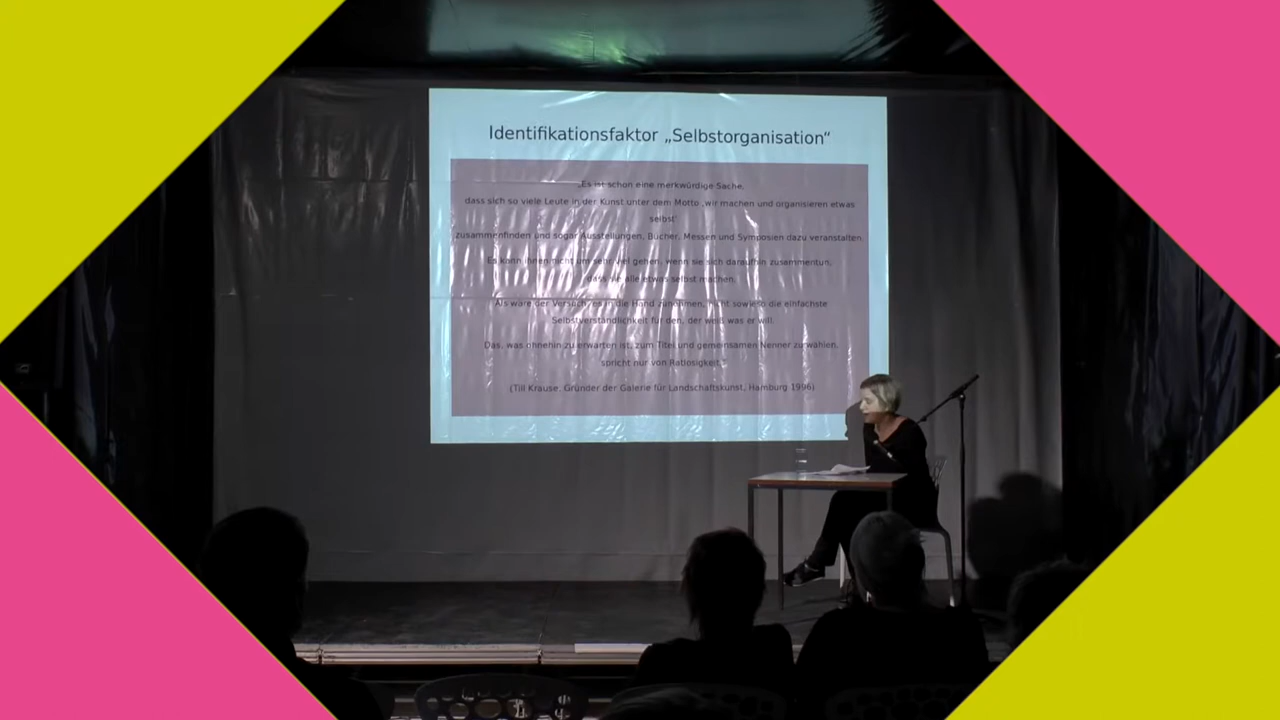 Identifikationsfaktor „Selbstorganisation“
„Es ist schon eine merkwürdige Sache,
dass sich so viele Leute in der Kunst unter dem Motto ‚wir machen und organisieren etwas
selbst‘
zusammenfinden und sogar Ausstellungen, Bücher, Messen und Symposien dazu veranstalten.
Es kann ihnen nicht um sehr viel gehen, wenn sie sich daraufhin zusammentun,
dass sie alle etwas selbst machen.
Als wäre der Versuch, es in die Hand zu nehmen, nicht sowieso die einfachste
Selbstverständlichkeit für den, der weiß was er will.
Das, was ohnehin zu erwarten ist, zum Titel und gemeinsamen Nenner zu wählen,
spricht nur von Ratlosigkeit.“
(Till Krause, Gründer der Galerie für Landschaftskunst, Hamburg 1996)